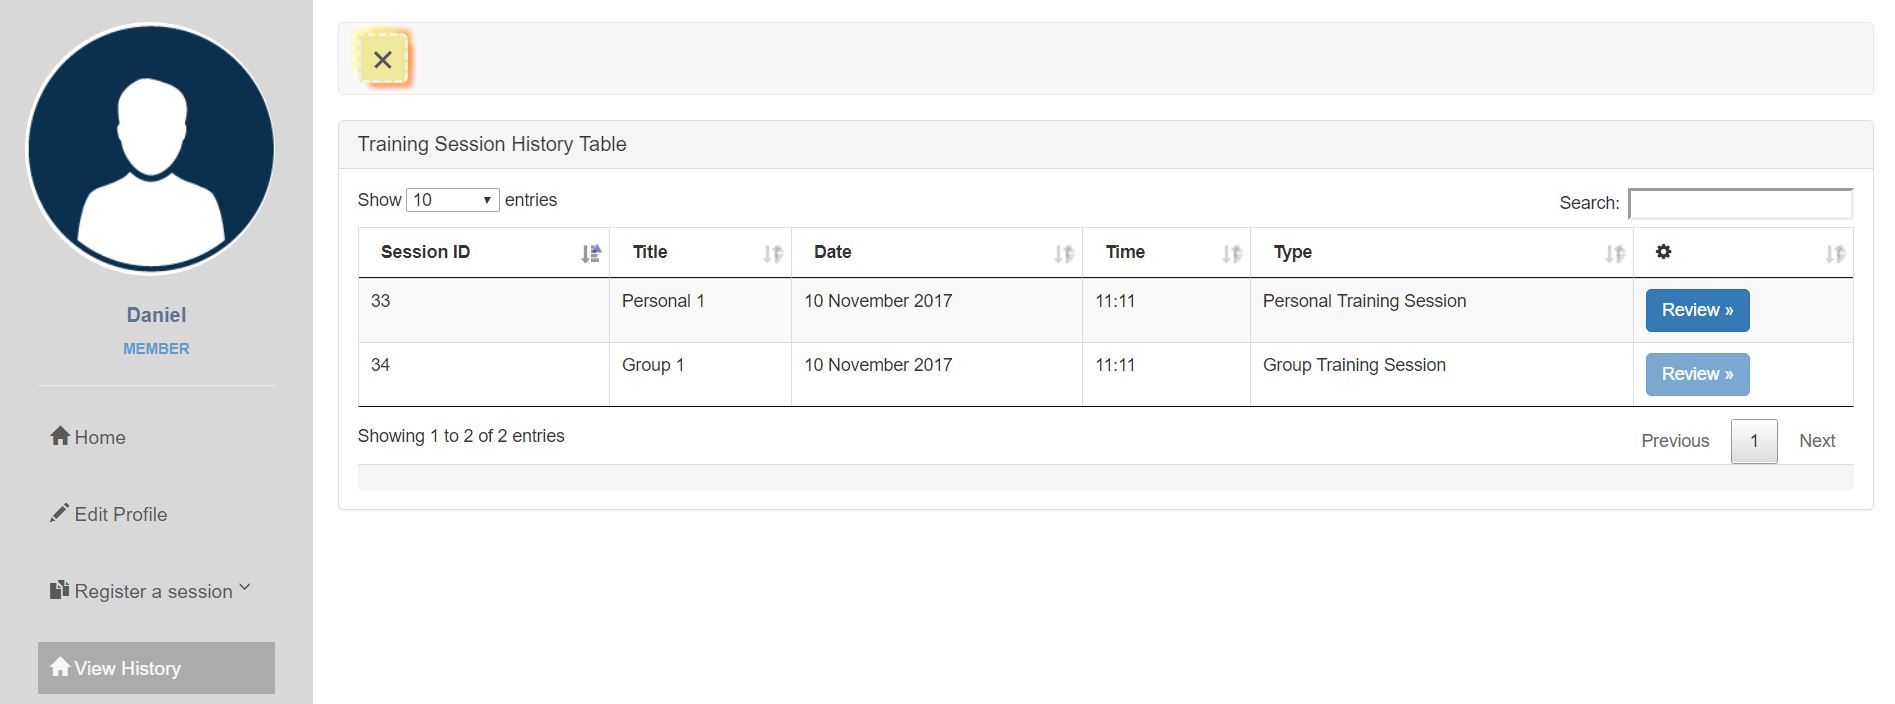 Daniel
MEMBER
Home
Edit Profile
Register a session
View History
Training Session History Table
Show 10 entries
Search:
Session ID Title Date Time Type
33 Personal 1 10 November 2017 11:11 Personal Training Session Review »
34 Group 1 10 November 2017 11:11 Group Training Session Review »
Showing 1 to 2 of 2 entries
Previous 1 Next